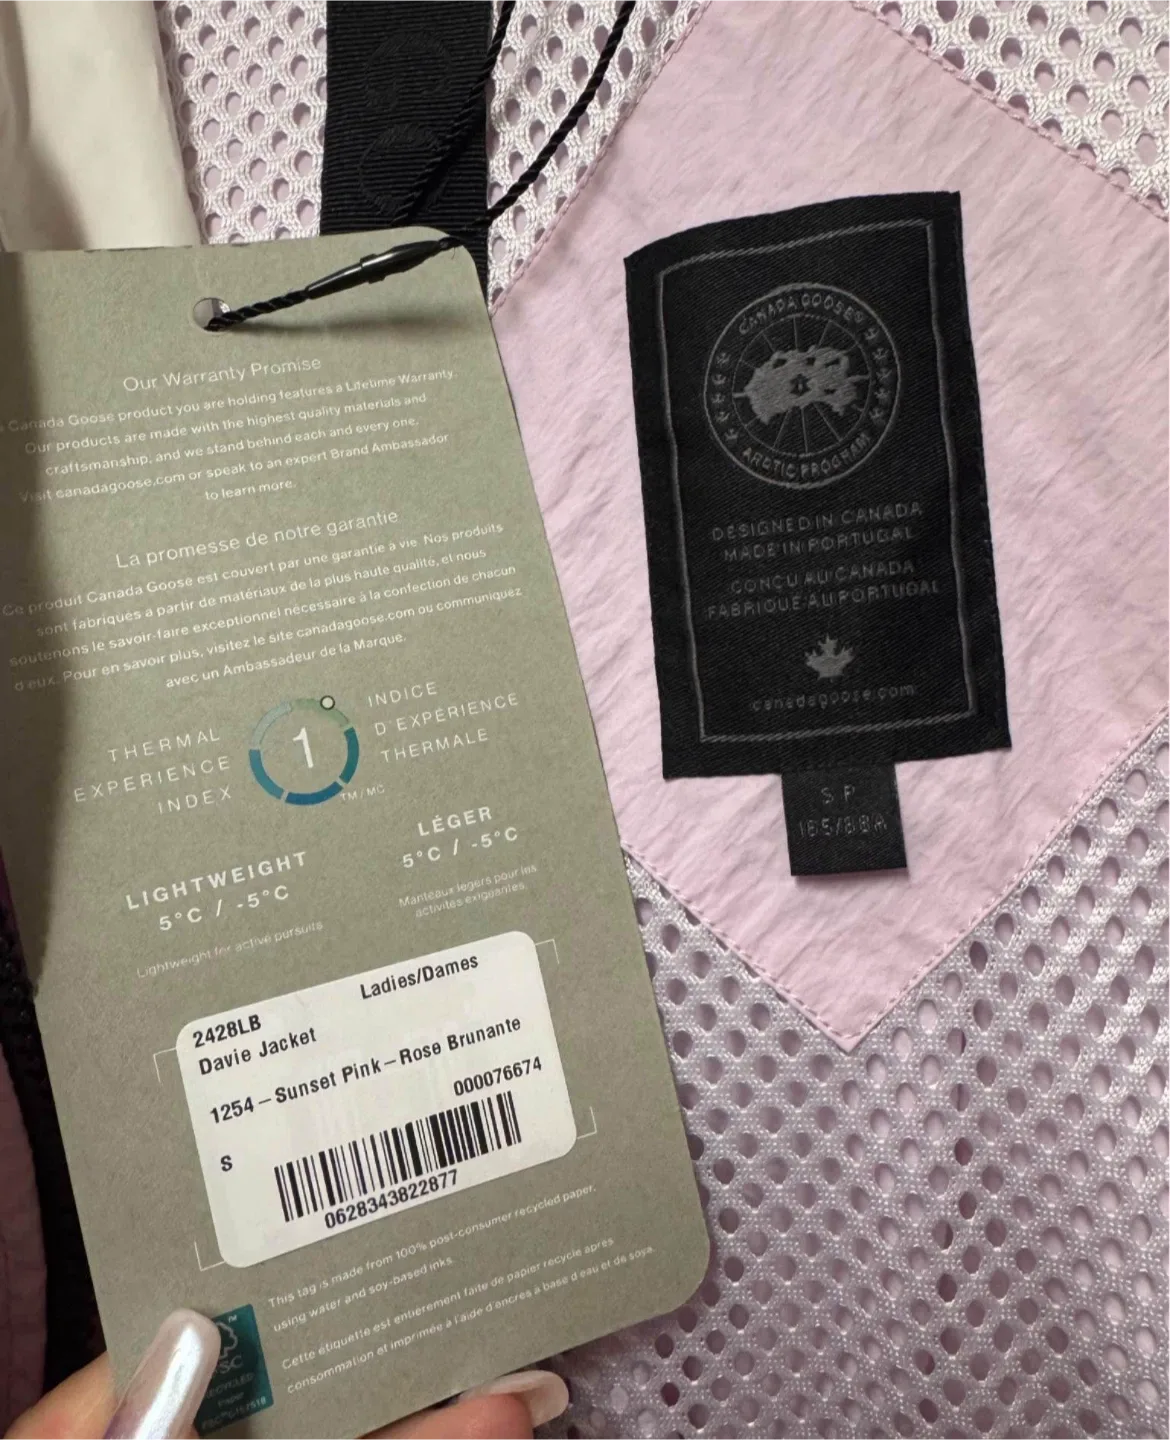 Our Warranty Promise
Canada Goose product you are holding features a Lifetime Warranty.
Our products are made with the highest quality materials and
craftsmanship, and we stand behind each and every one.
Visit canadagoose.com or speak to an expert Brand Ambassador
to learn more.
La promesse de notre garantie
Ce produit Canada Goose est couvert par une garantie à vie. Nos produits
sont fabriqués à partir de matériaux de la plus haute qualité, et nous
soutenons le savoir-faire exceptionnel nécessaire à la confection de chacun
d'eux. Pour en savoir plus, visitez le site canadagoose.com ou communiquez
avec un Ambassadeur de la Marque.
THERMAL
EXPERIENCE
INDEX
1
TM/MC
INDICE
D'EXPÉRIENCE
THERMALE
LIGHTWEIGHT
5°C / -5°C
Lightweight for active pursuits
LÉGER
5°C / -5°C
Manteaux légers pour les
activités exigeantes
Ladies/Dames
2428LB
Davie Jacket
1254 – Sunset Pink – Rose Brunante
000076674
S
0628343822877
This tag is made from 100% post-consumer recycled paper,
using water and soy-based inks.
Cette étiquette est entièrement faite de papier recyclé après
consommation et imprimée à l'aide d'encres à base d'eau et de soya.
TM
FSC
RECYCLED
Paper
CANADA GOOSE
ARCTIC PROGRAM
DESIGNED IN CANADA
MADE IN PORTUGAL
CONÇU AU CANADA
FABRIQUÉ AU PORTUGAL
canadagoose.com
S P
165/88A